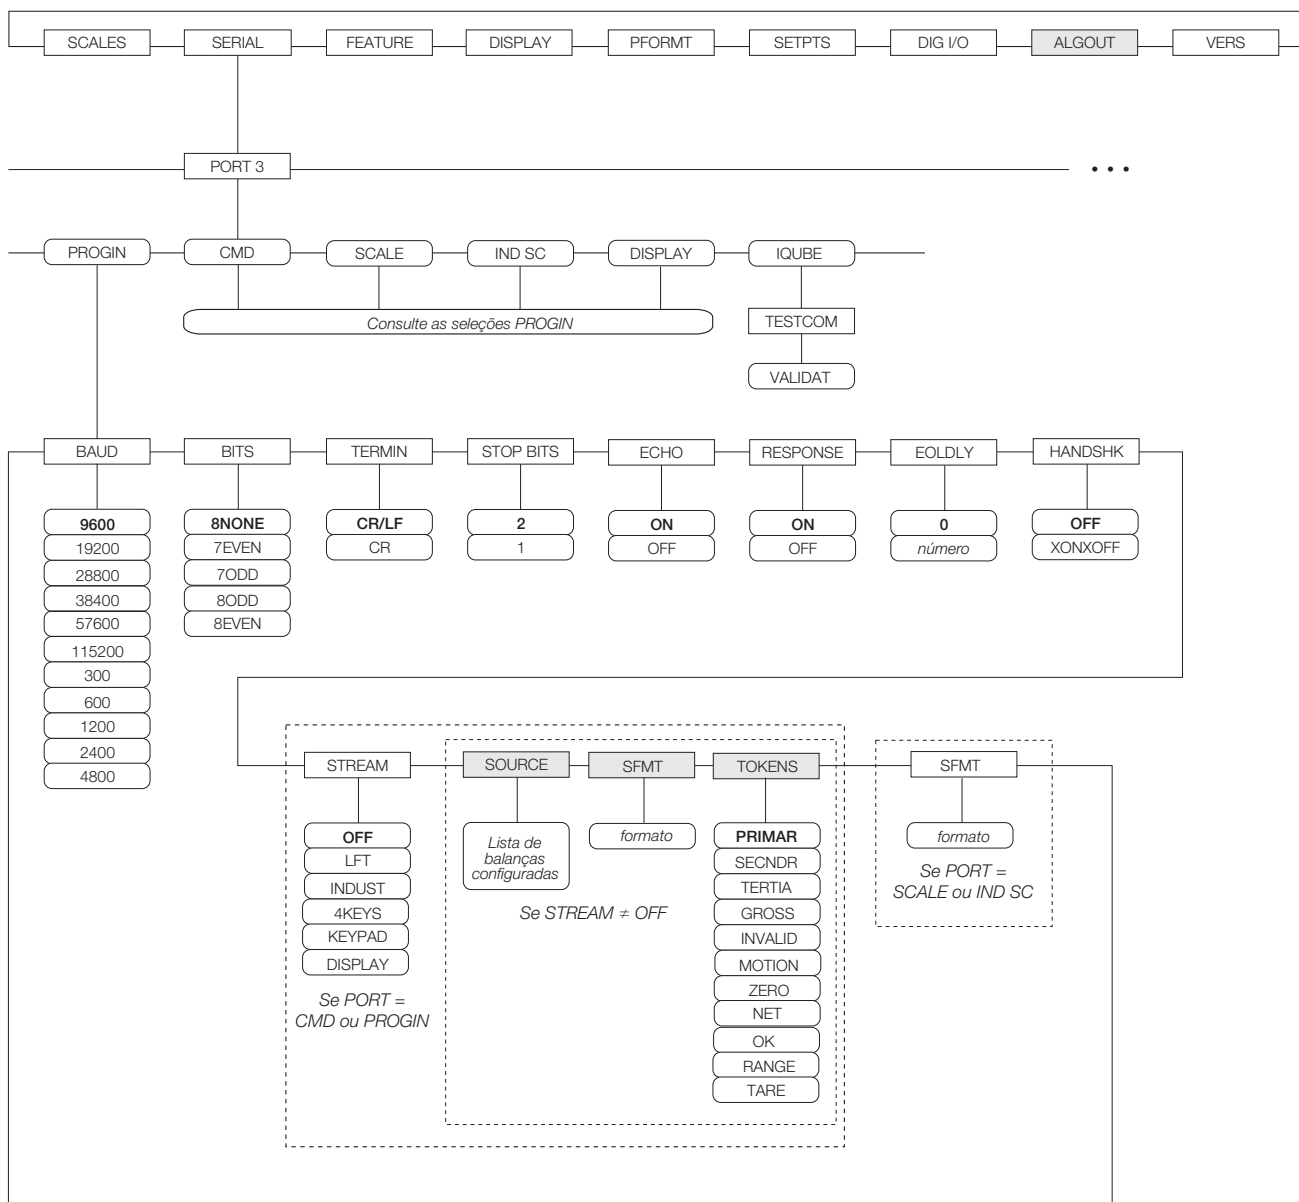 SCALES SERIAL FEATURE DISPLAY PFORMT SETPTS DIG I/O ALGOUT VERS
PORT 3
• • •
PROGIN CMD SCALE IND SC DISPLAY IQUBE
Consulte as seleções PROGIN
TESTCOM
VALIDAT
BAUD BITS TERMIN STOP BITS ECHO RESPONSE EOLDLY HANDSHK
9600 8NONE CR/LF 2 ON ON 0 OFF
19200 7EVEN CR 1 OFF OFF número XONXOFF
28800 7ODD
38400 8ODD
57600 8EVEN
115200
300
600
1200
2400
4800
STREAM SOURCE SFMT TOKENS SFMT
OFF
LFT
INDUST
4KEYS
KEYPAD
DISPLAY
Se PORT =
CMD ou PROGIN
Lista de
balanças
configuradas
formato
Se STREAM ≠ OFF
PRIMAR
SECNDR
TERTIA
GROSS
INVALID
MOTION
ZERO
NET
OK
RANGE
TARE
formato
Se PORT =
SCALE ou IND SC